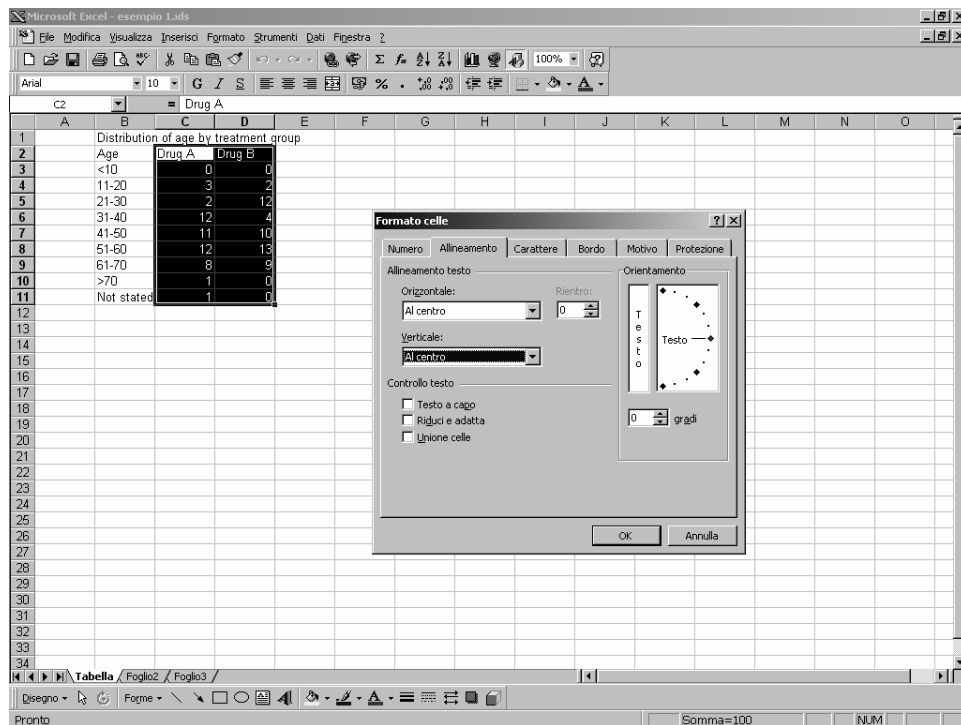 Microsoft Excel - esempio 1.xls
File Modifica Visualizza Inserisci Formato Strumenti Dati Finestra ?
100%
Arial 10 G I S
C2 = Drug A
A B C D E F G H I J K L M N O
1 Distribution of age by treatment group
2 Age Drug A Drug B
3 <10 0 0
4 11-20 3 2
5 21-30 2 12
6 31-40 12 4
7 41-50 11 10
8 51-60 12 13
9 61-70 8 9
10 >70 1 0
11 Not stated 1 0
12
13
14
15
16
17
18
19
20
21
22
23
24
25
26
27
28
29
30
31
32
33
34
Formato celle
Numero Allineamento Carattere Bordo Motivo Protezione
Allineamento testo
Orizzontale: Rientro:
Al centro 0
Verticale:
Al centro
Controllo testo
Testo a capo
Riduci e adatta
Unione celle
Orientamento
Testo
Testo
0 gradi
OK Annulla
Tabella Foglio2 Foglio3
Disegno Forme
Pronto Somma=100 NUM